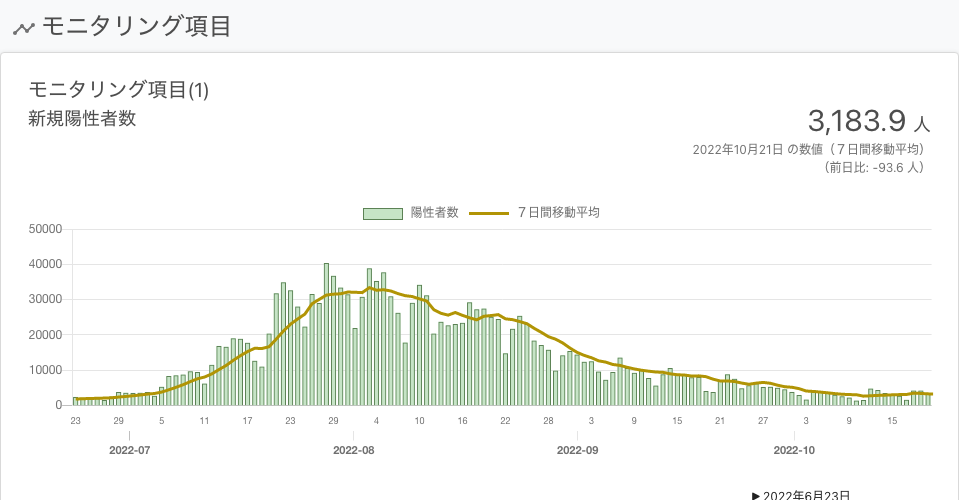 モニタリング項目
モニタリング項目(1)
新規陽性者数
3,183.9 人
2022年10月21日 の数値（７日間移動平均）
（前日比: -93.6 人）
陽性者数 ７日間移動平均
50000
40000
30000
20000
10000
0
23 29 5 11 17 23 29 4 10 16 22 28 3 9 15 21 27 3 9 15
2022-07 2022-08 2022-09 2022-10
▶ 2022年6月23日